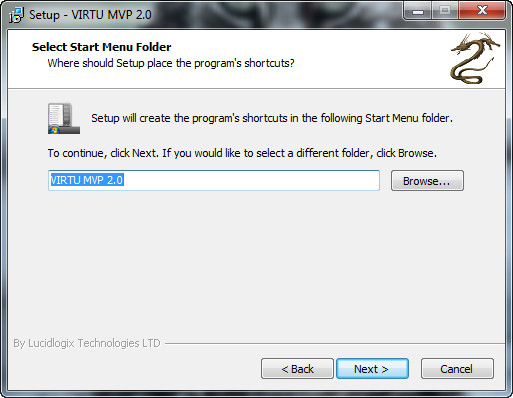 Setup - VIRTU MVP 2.0
Select Start Menu Folder
Where should Setup place the program's shortcuts?
Setup will create the program's shortcuts in the following Start Menu folder.
To continue, click Next. If you would like to select a different folder, click Browse.
VIRTU MVP 2.0
Browse...
By Lucidlogix Technologies LTD
< Back
Next >
Cancel